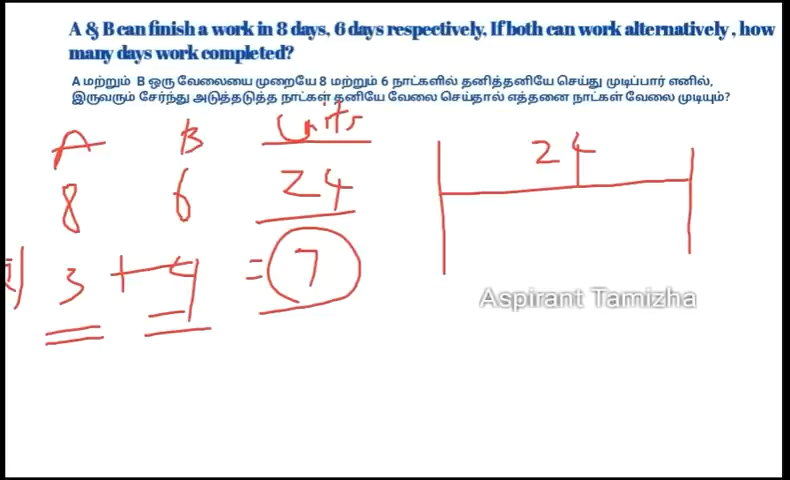 A & B can finish a work in 8 days, 6 days respectively. If both can work alternatively, how
many days work completed?
A மற்றும் B ஒரு வேலையை முறையே 8 மற்றும் 6 நாட்களில் தனித்தனியே செய்து முடிப்பார் எனில்,
இருவரும் சேர்ந்து அடுத்தடுத்த நாட்கள் தனியே வேலை செய்தால் எத்தனை நாட்கள் வேலை முடியும்?
A B Units
8 6 24
3 + 4 = 7
24
Aspirant Tamizha